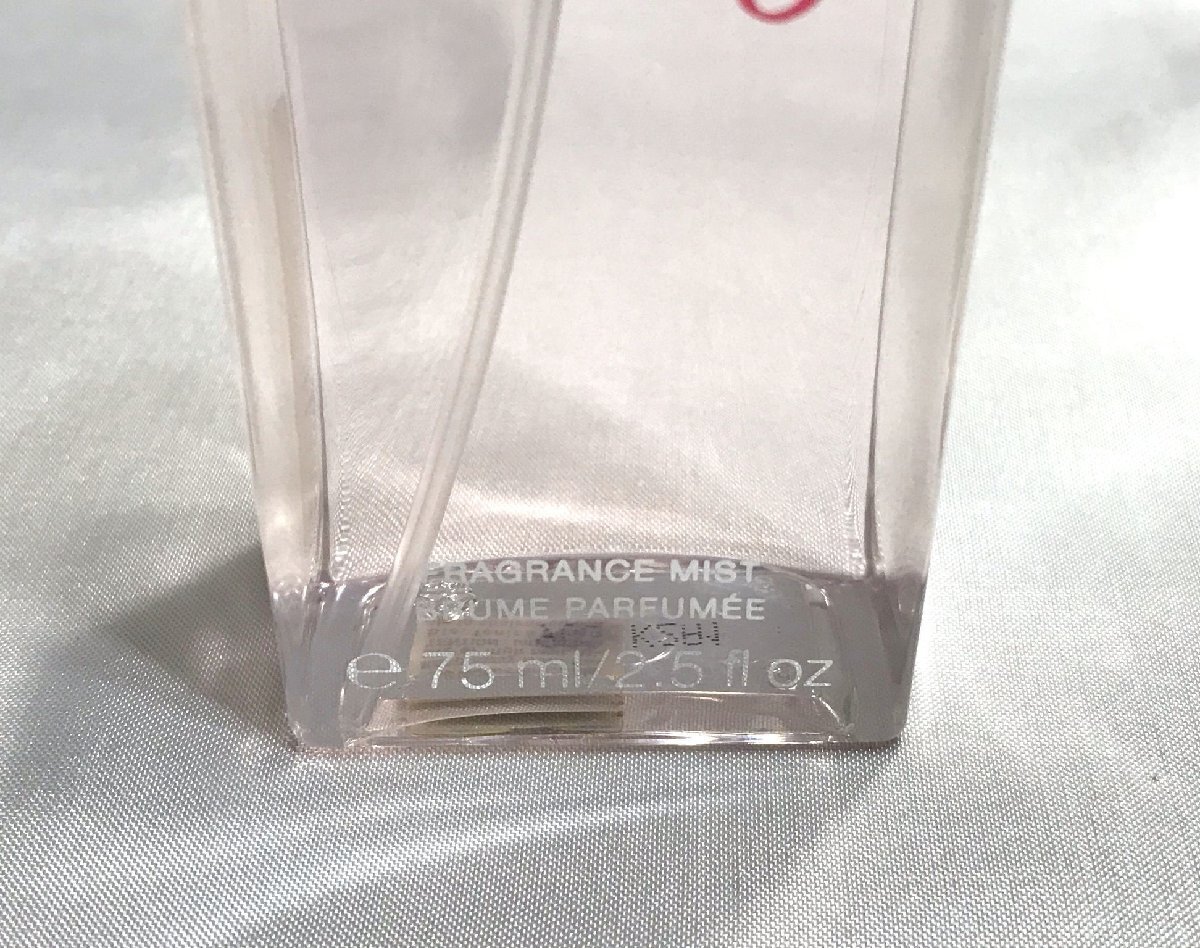 FRAGRANCE MIST
BRUME PARFUMÉE
e 75 ml/2.5 fl oz